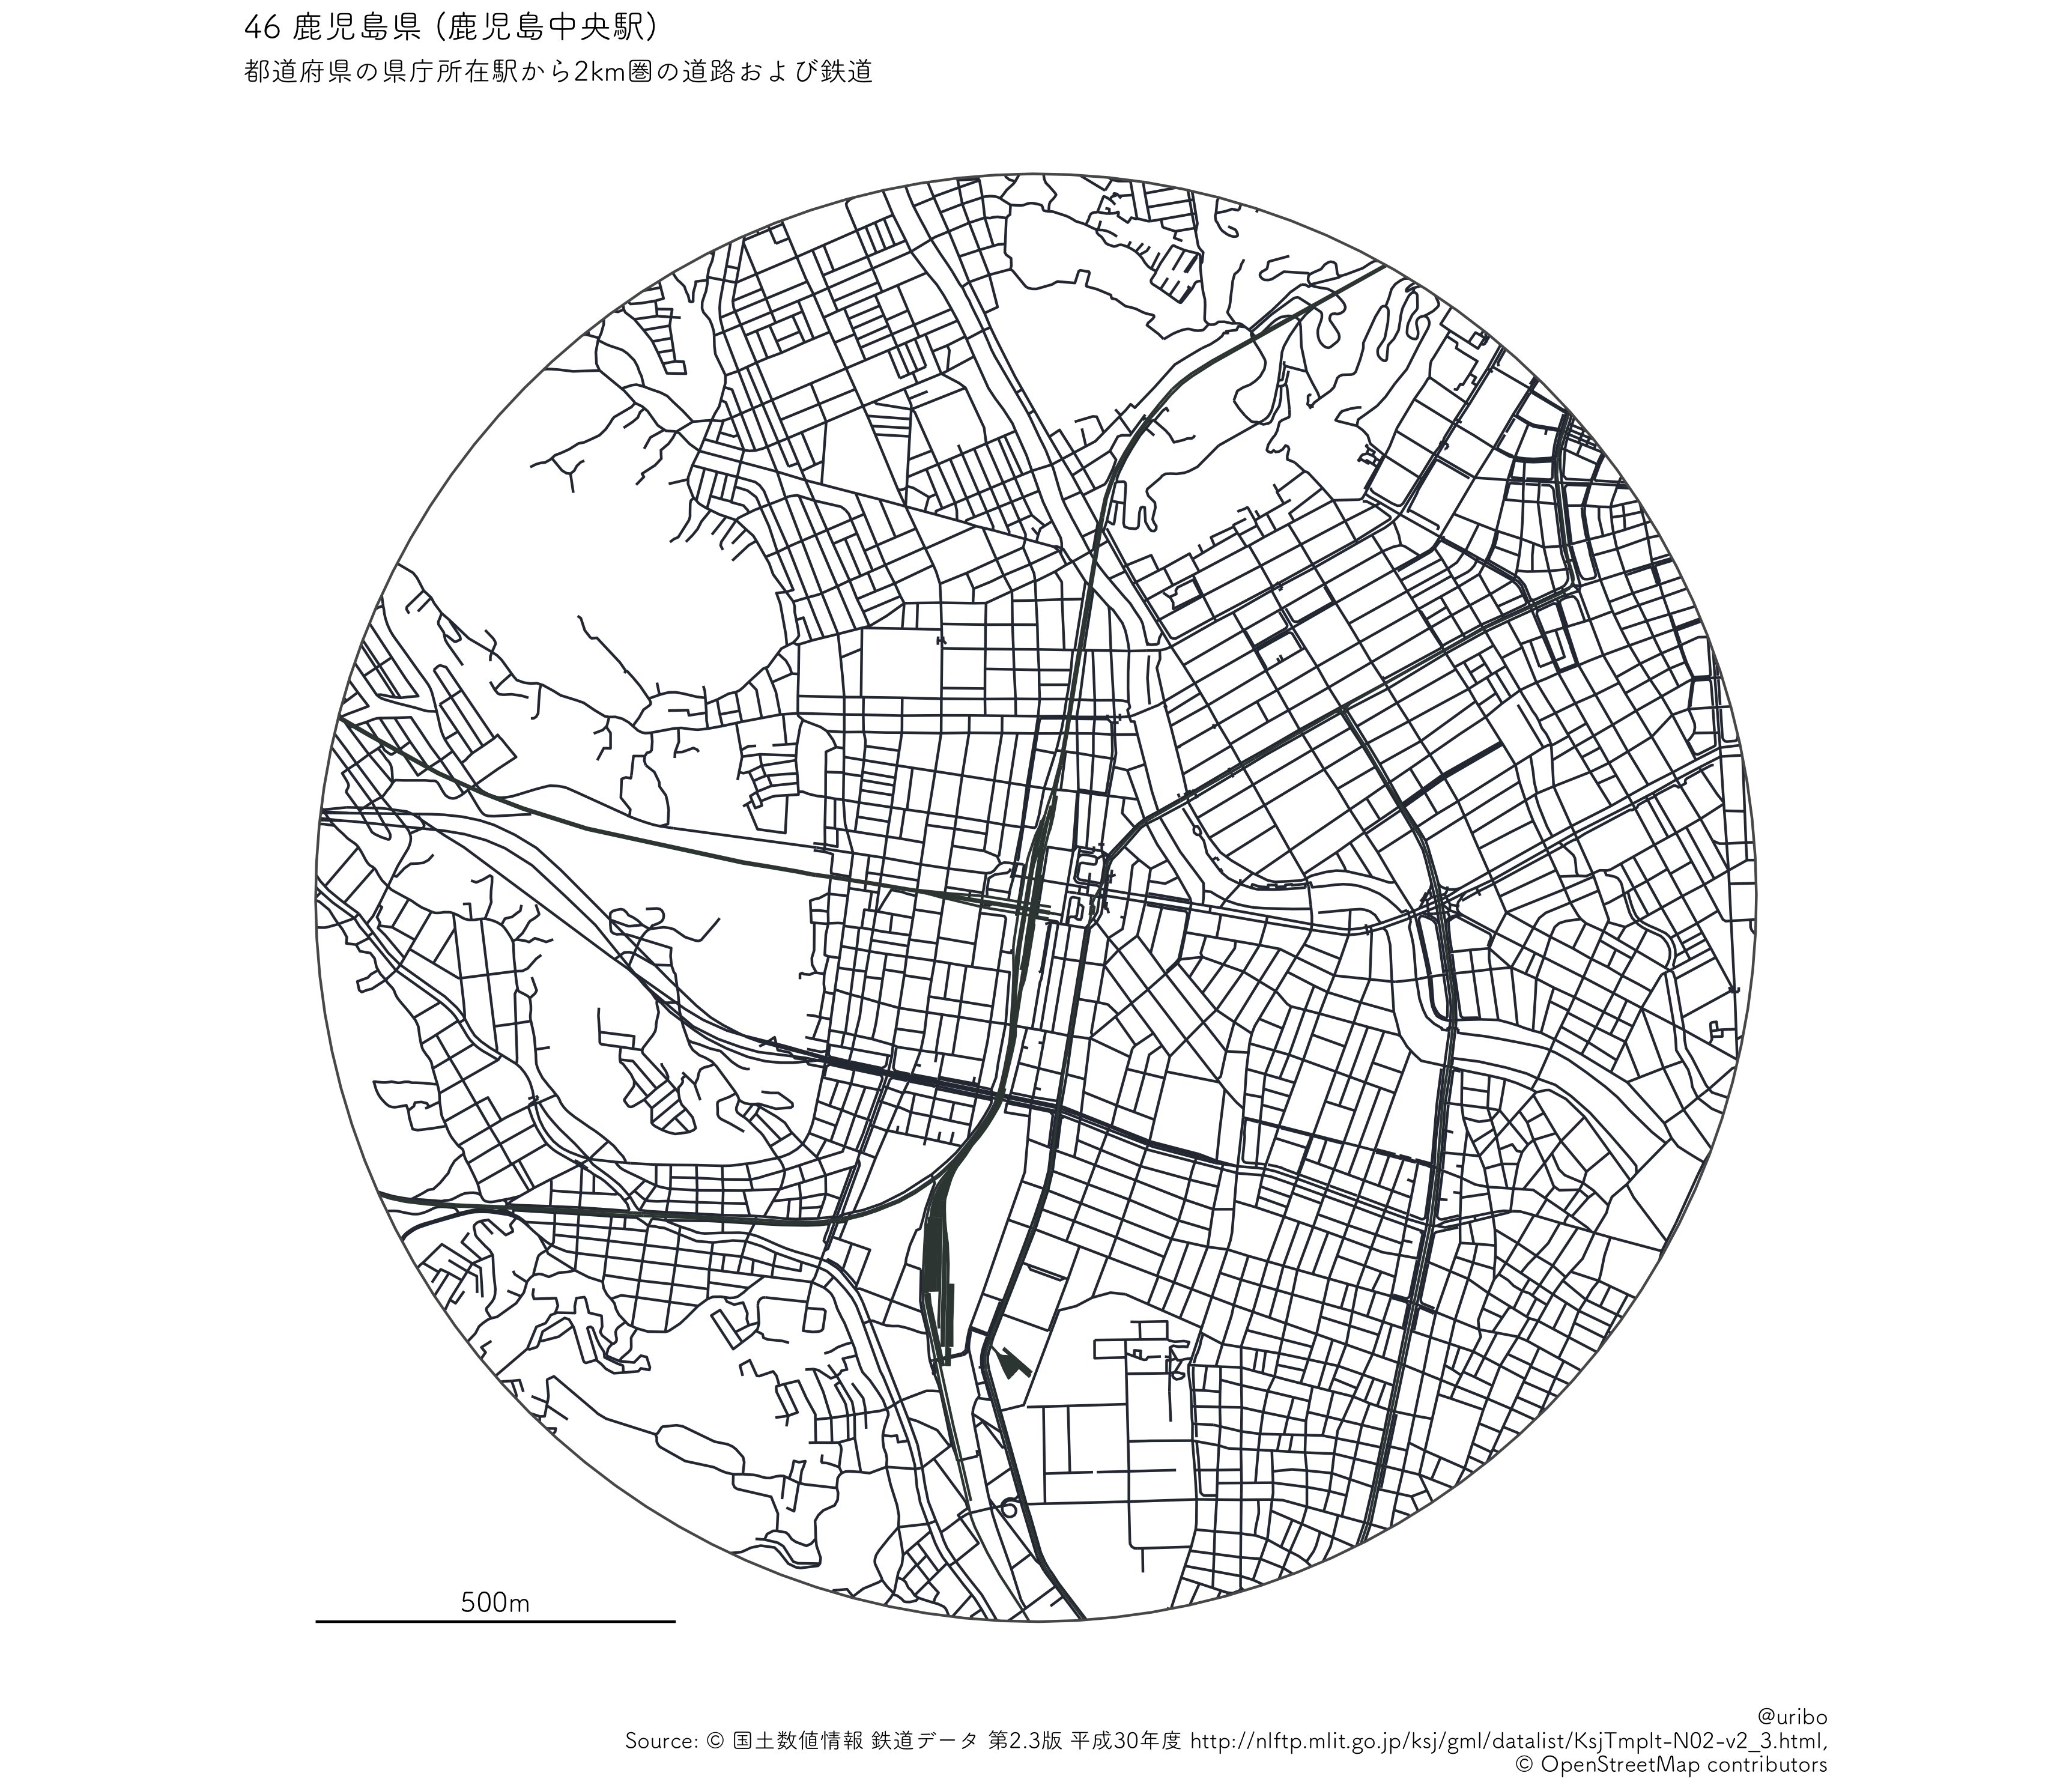 46 鹿児島県 (鹿児島中央駅)
都道府県の県庁所在駅から2km圏の道路および鉄道
500m
@uribo
Source: © 国土数値情報 鉄道データ 第2.3版 平成30年度 http://nlftp.mlit.go.jp/ksj/gml/datalist/KsjTmplt-N02-v2_3.html,
© OpenStreetMap contributors